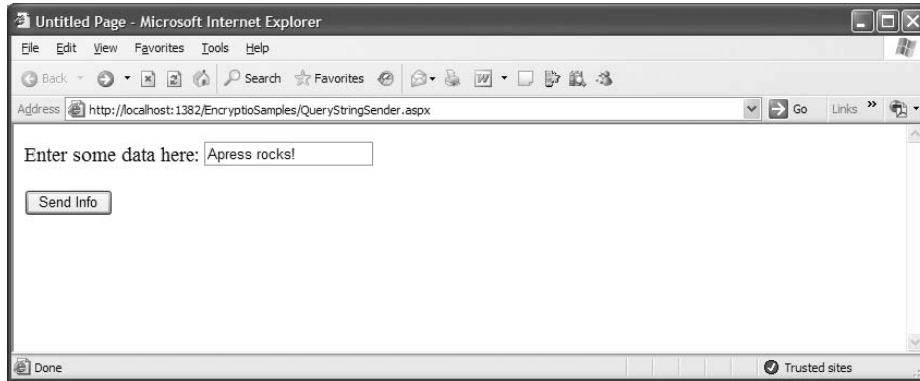 Untitled Page - Microsoft Internet Explorer
File Edit View Favorites Tools Help
Back Search Favorites W
Address http://localhost:1382/EncryptioSamples/QueryStringSender.aspx Go Links »
Enter some data here: Apress rocks!
Send Info
Done Trusted sites